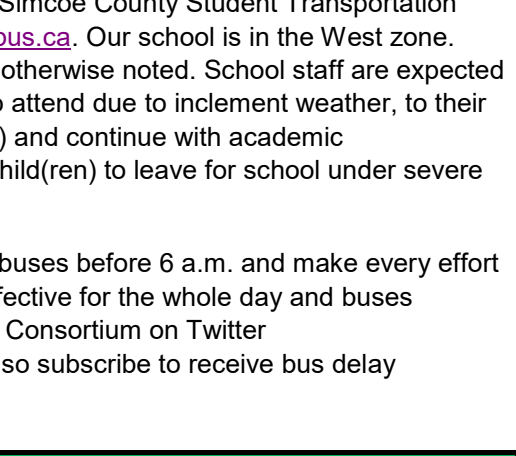 Simcoe County Student Transportation
bus.ca. Our school is in the West zone.
otherwise noted. School staff are expected
attend due to inclement weather, to their
) and continue with academic
hild(ren) to leave for school under severe
buses before 6 a.m. and make every effort
fective for the whole day and buses
Consortium on Twitter
so subscribe to receive bus delay